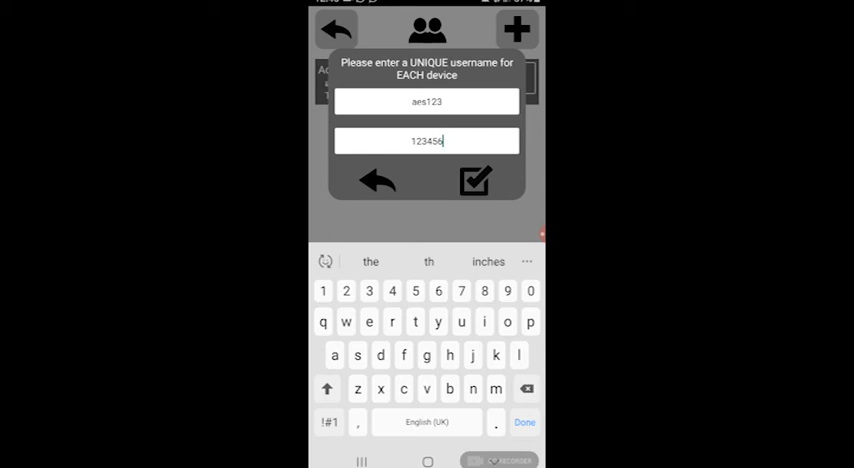 Please enter a UNIQUE username for
EACH device
aes123
123456
the th inches ...
1 2 3 4 5 6 7 8 9 0
q w e r t y u i o p
a s d f g h j k l
z x c v b n m
!#1 , English (UK) . Done
RECORDER